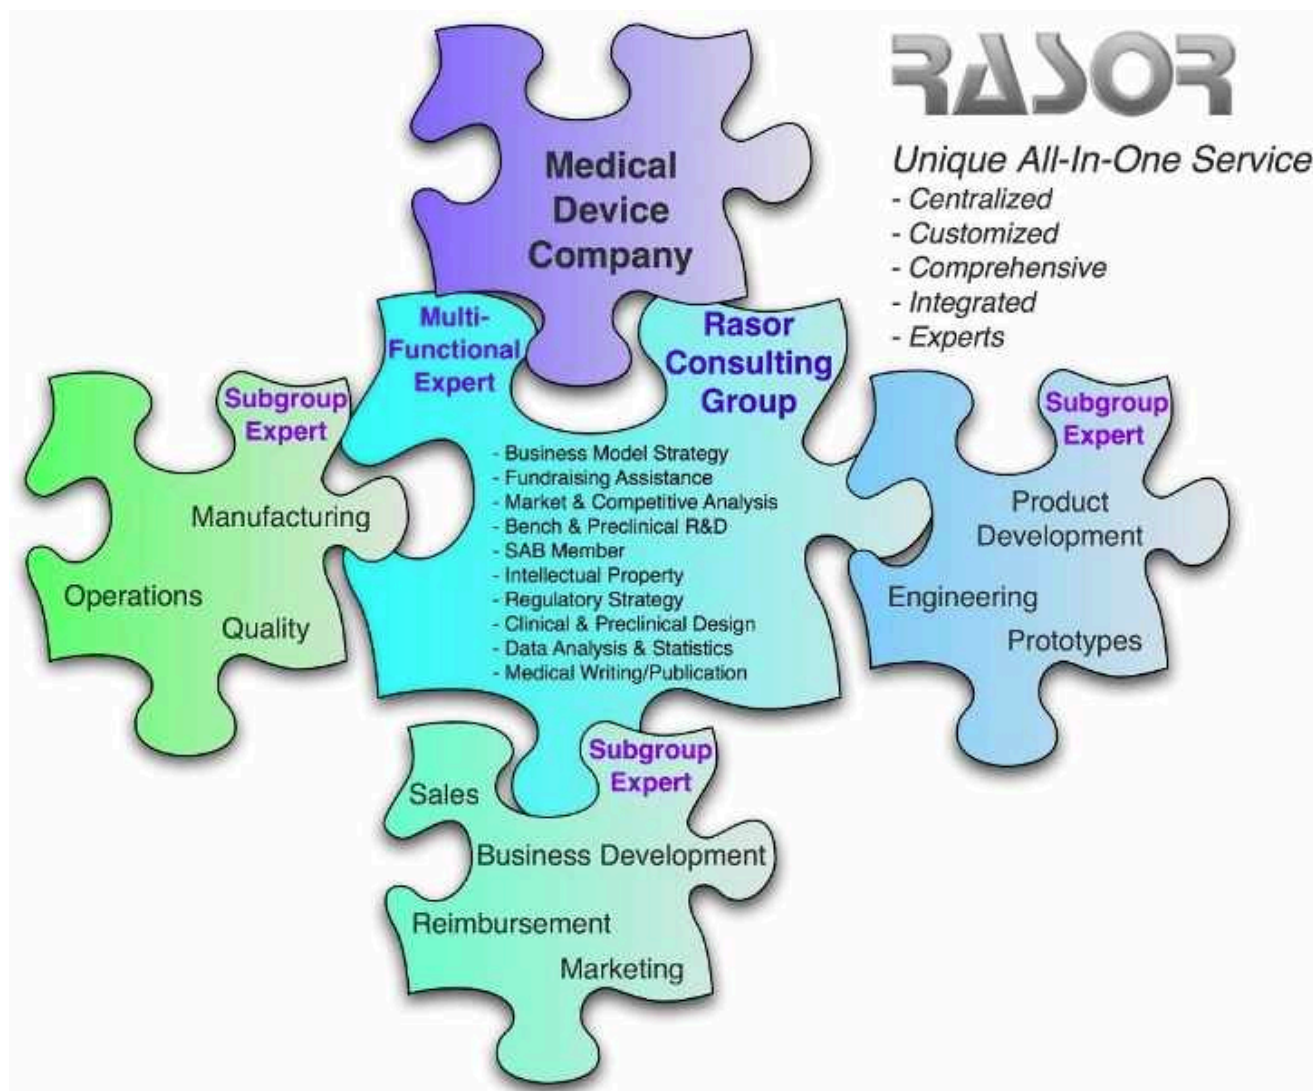 RASOR
Unique All-In-One Service
- Centralized
- Customized
- Comprehensive
- Integrated
- Experts
Medical
Device
Company
Multi-
Functional
Expert
Rasor
Consulting
Group
- Business Model Strategy
- Fundraising Assistance
- Market & Competitive Analysis
- Bench & Preclinical R&D
- SAB Member
- Intellectual Property
- Regulatory Strategy
- Clinical & Preclinical Design
- Data Analysis & Statistics
- Medical Writing/Publication
Subgroup
Expert
Manufacturing
Operations
Quality
Subgroup
Expert
Product
Development
Engineering
Prototypes
Subgroup
Expert
Sales
Business Development
Reimbursement
Marketing